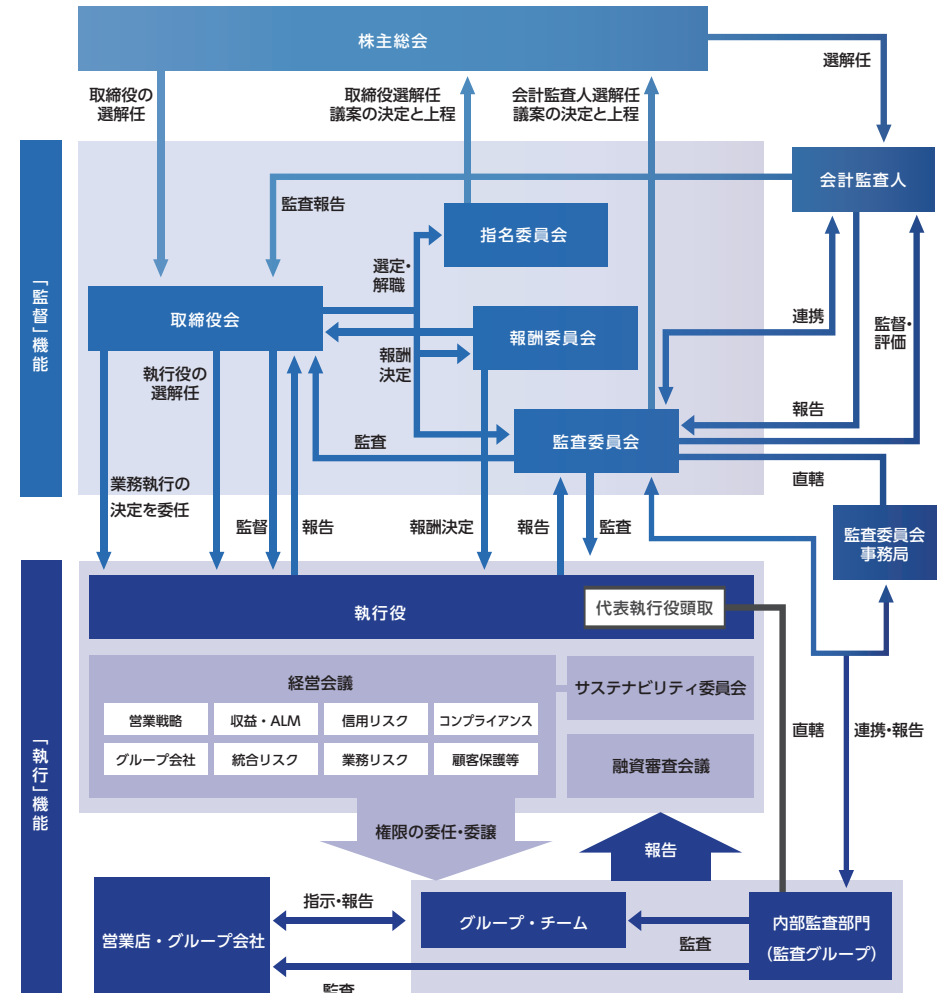 株主総会
選解任
取締役の
選解任
取締役選解任
議案の決定と上程
会計監査人選解任
議案の決定と上程
会計監査人
監査報告
指名委員会
選定・
解職
「監督」機能
取締役会
報酬委員会
連携
監督・
評価
報酬
決定
執行役の
選解任
報告
監査委員会
監査
直轄
業務執行の
決定を委任
監督
報告
報酬決定
報告
監査
監査委員会
事務局
執行役
代表執行役頭取
経営会議
サステナビリティ委員会
営業戦略
収益・ALM
信用リスク
コンプライアンス
直轄
連携・報告
グループ会社
統合リスク
業務リスク
顧客保護等
融資審査会議
「執行」機能
権限の委任・委譲
報告
指示・報告
グループ・チーム
内部監査部門
（監査グループ）
営業店・グループ会社
監査
監査